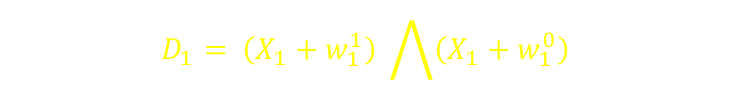 D₁ = (X₁ + w₁¹) ⋀ (X₁ + w₁⁰)